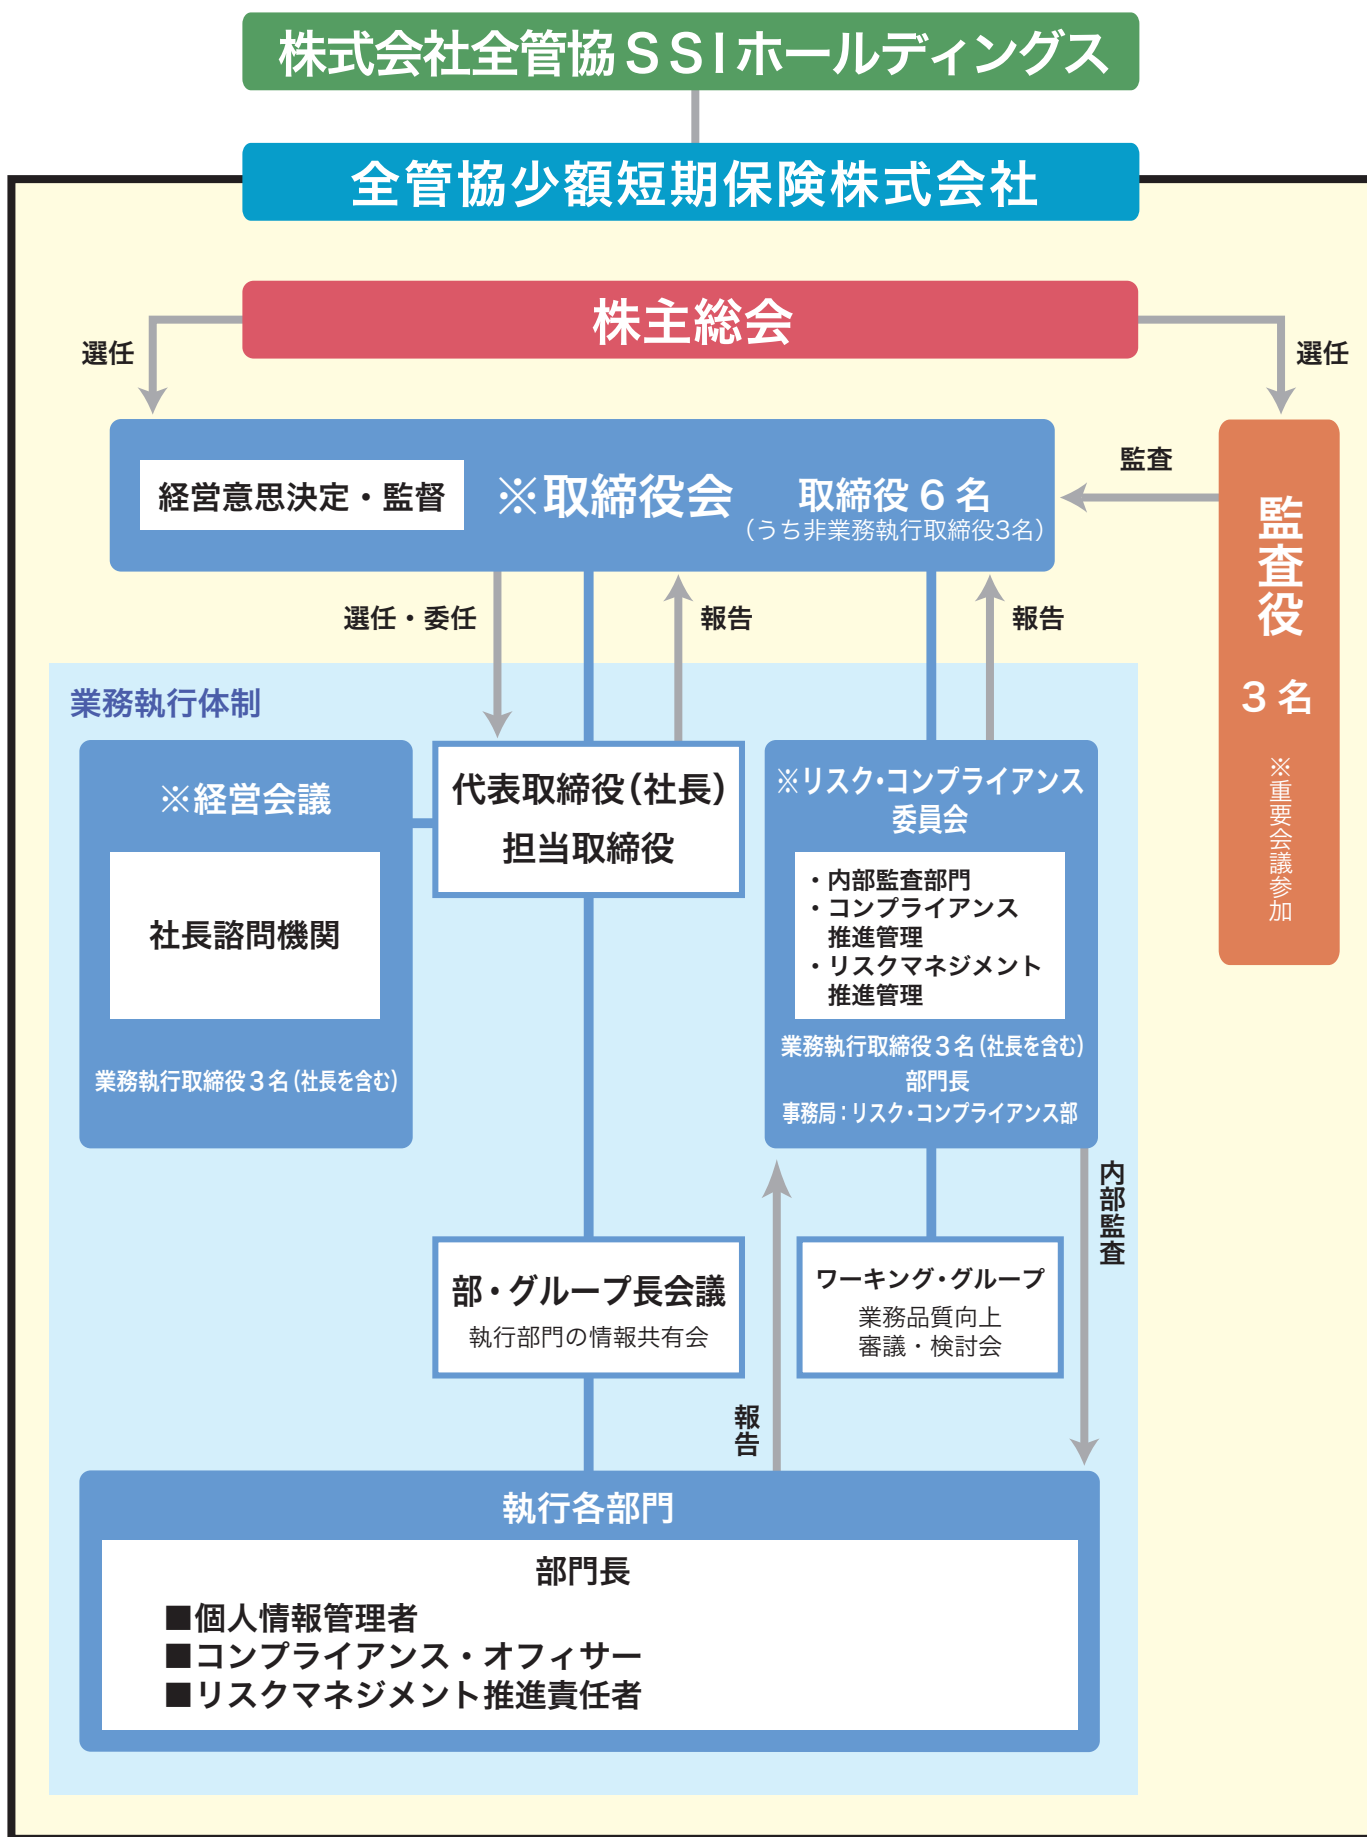 株式会社全管協ＳＳＩホールディングス
全管協少額短期保険株式会社
株主総会
選任
選任
経営意思決定・監督
※取締役会
取締役６名
（うち非業務執行取締役3名）
監査
監査役
３名
※重要会議参加
選任・委任
報告
報告
業務執行体制
※経営会議
社長諮問機関
業務執行取締役３名（社長を含む）
代表取締役（社長）
担当取締役
※リスク・コンプライアンス
委員会
・内部監査部門
・コンプライアンス
推進管理
・リスクマネジメント
推進管理
業務執行取締役３名（社長を含む）
部門長
事務局：リスク・コンプライアンス部
内部監査
部・グループ長会議
執行部門の情報共有会
ワーキング・グループ
業務品質向上
審議・検討会
報告
執行各部門
部門長
■個人情報管理者
■コンプライアンス・オフィサー
■リスクマネジメント推進責任者